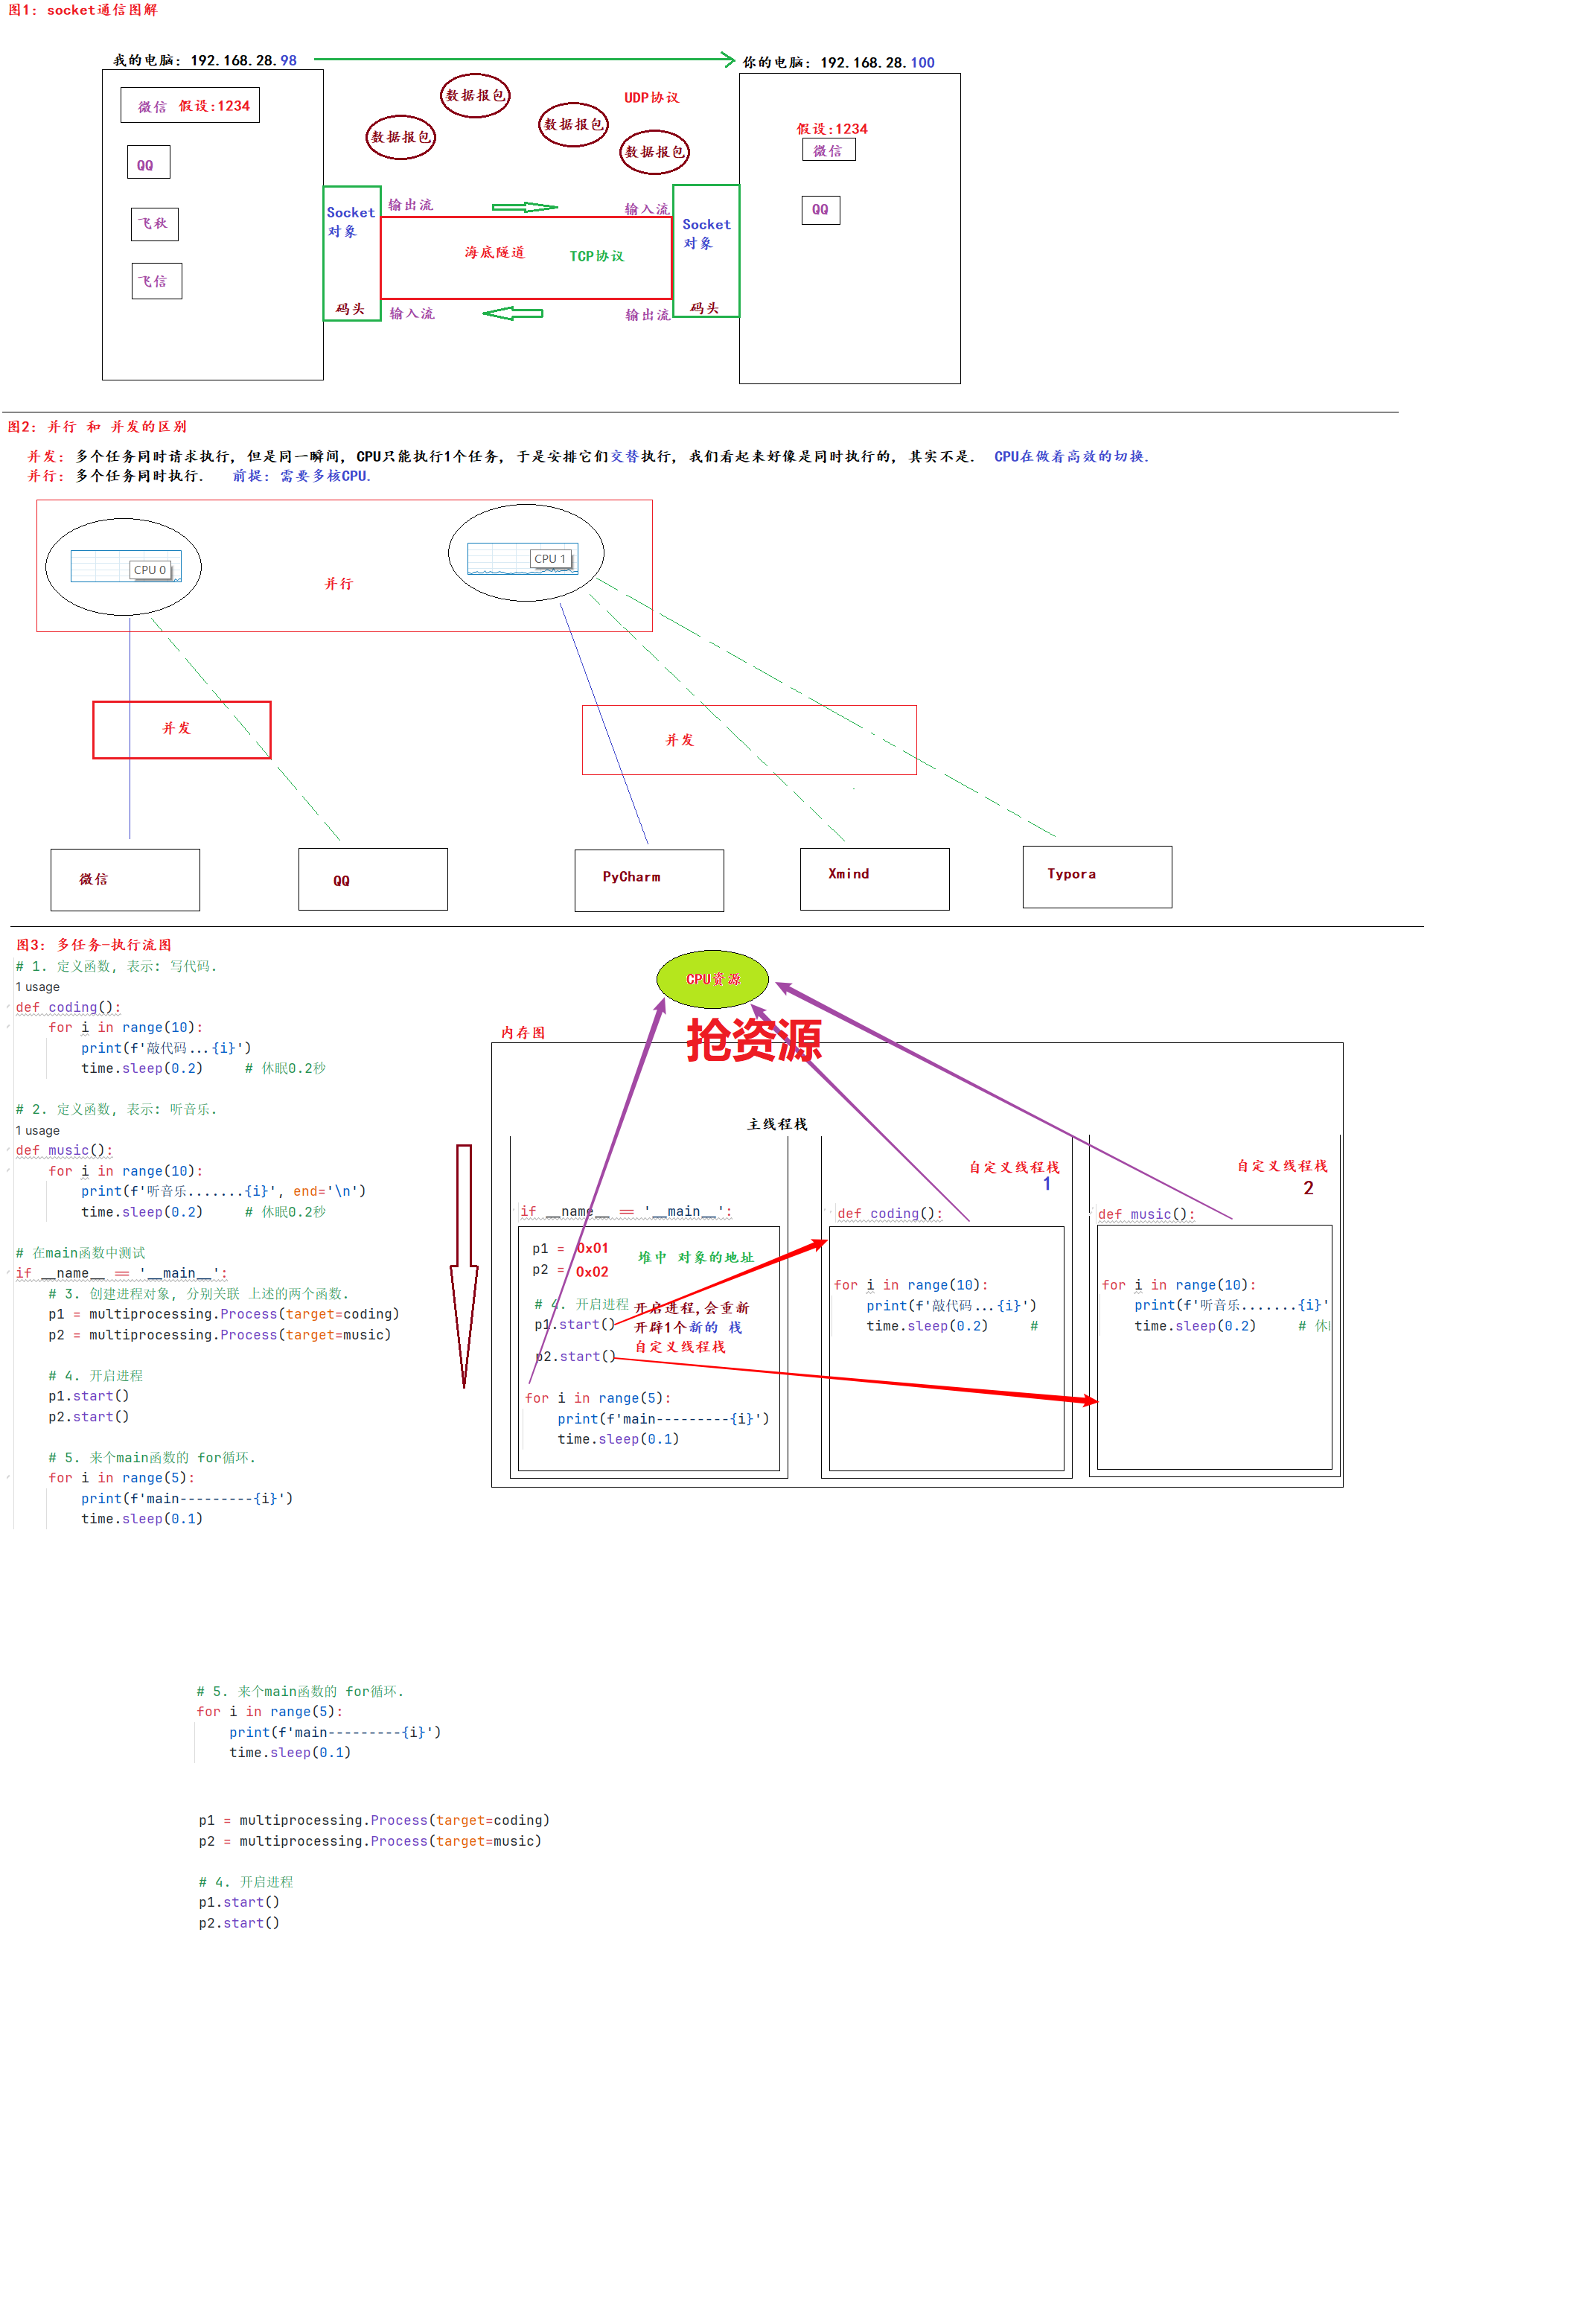 图1: socket通信图解
我的电脑: 192.168.28.98
你的电脑: 192.168.28.100
微信 假设:1234
QQ
飞秋
飞信
数据报包
数据报包
数据报包
数据报包
UDP协议
假设:1234
微信
QQ
Socket
对象
码头
输出流
输入流
海底隧道
TCP协议
输入流
输出流
Socket
对象
码头
图2: 并行 和 并发的区别
并发: 多个任务同时请求执行, 但是同一瞬间, CPU只能执行1个任务, 于是安排它们交替执行, 我们看起来好像是同时执行的, 其实不是. CPU在做着高效的切换.
并行: 多个任务同时执行. 前提: 需要多核CPU.
CPU 0
并行
CPU 1
并发
并发
微信
QQ
PyCharm
Xmind
Typora
图3: 多任务-执行流图
# 1. 定义函数, 表示: 写代码.
1 usage
def coding():
for i in range(10):
print(f'敲代码...{i}')
time.sleep(0.2) # 休眠0.2秒
# 2. 定义函数, 表示: 听音乐.
1 usage
def music():
for i in range(10):
print(f'听音乐.......{i}', end='\n')
time.sleep(0.2) # 休眠0.2秒
# 在main函数中测试
if __name__ == '__main__':
# 3. 创建进程对象, 分别关联 上述的两个函数.
p1 = multiprocessing.Process(target=coding)
p2 = multiprocessing.Process(target=music)
# 4. 开启进程
p1.start()
p2.start()
# 5. 来个main函数的 for循环.
for i in range(5):
print(f'main---------{i}')
time.sleep(0.1)
CPU资源
抢资源
内存图
主线程栈
if __name__ == '__main__':
p1 = 0x01
p2 = 0x02
堆中 对象的地址
# 4. 开启进程
p1.start()
p2.start()
开启进程,会重新
开辟1个新的 栈
自定义线程栈
for i in range(5):
print(f'main---------{i}')
time.sleep(0.1)
自定义线程栈
1
def coding():
for i in range(10):
print(f'敲代码...{i}')
time.sleep(0.2) #
自定义线程栈
2
def music():
for i in range(10):
print(f'听音乐.......{i}'
time.sleep(0.2) # 休
# 5. 来个main函数的 for循环.
for i in range(5):
print(f'main---------{i}')
time.sleep(0.1)
p1 = multiprocessing.Process(target=coding)
p2 = multiprocessing.Process(target=music)
# 4. 开启进程
p1.start()
p2.start()